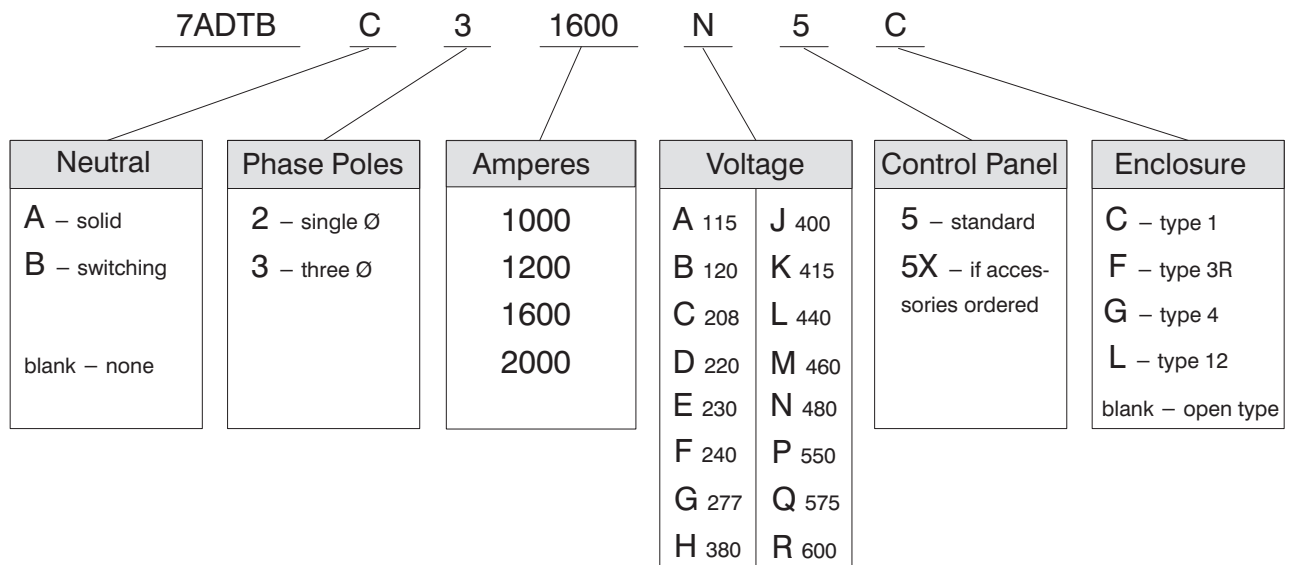 7ADTB C 3 1600 N 5 C
Neutral
A – solid
B – switching
blank – none
Phase Poles
2 – single Ø
3 – three Ø
Amperes
1000
1200
1600
2000
Voltage
A 115
B 120
C 208
D 220
E 230
F 240
G 277
H 380
J 400
K 415
L 440
M 460
N 480
P 550
Q 575
R 600
Control Panel
5 – standard
5X – if acces-
sories ordered
Enclosure
C – type 1
F – type 3R
G – type 4
L – type 12
blank – open type